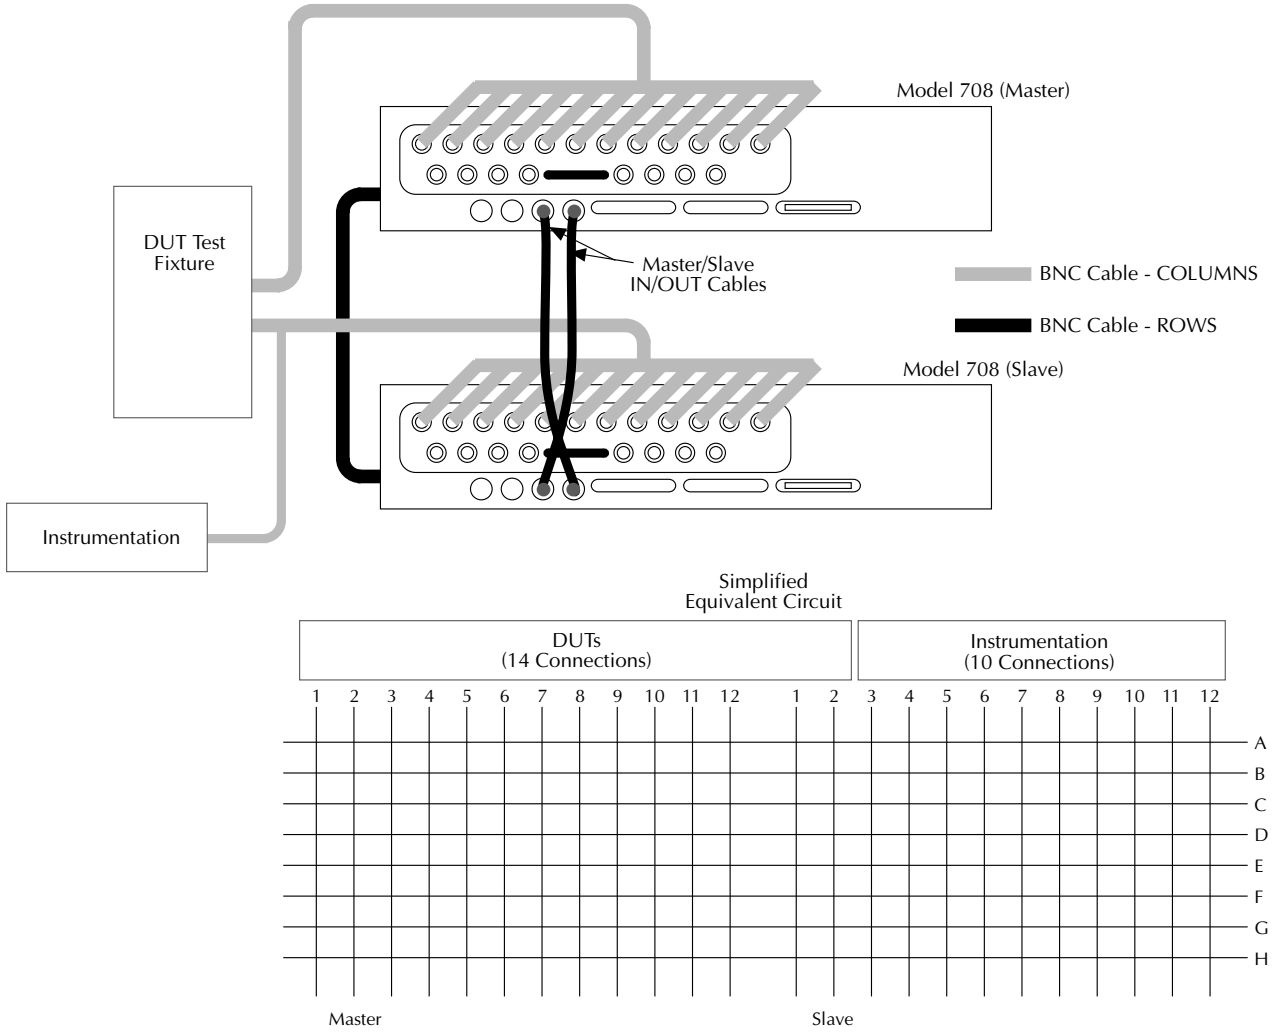 Model 708 (Master)
DUT Test
Fixture
Master/Slave
IN/OUT Cables
BNC Cable - COLUMNS
BNC Cable - ROWS
Model 708 (Slave)
Instrumentation
Simplified
Equivalent Circuit
DUTs
(14 Connections)
Instrumentation
(10 Connections)
1 2 3 4 5 6 7 8 9 10 11 12 1 2 3 4 5 6 7 8 9 10 11 12
A
B
C
D
E
F
G
H
Master
Slave